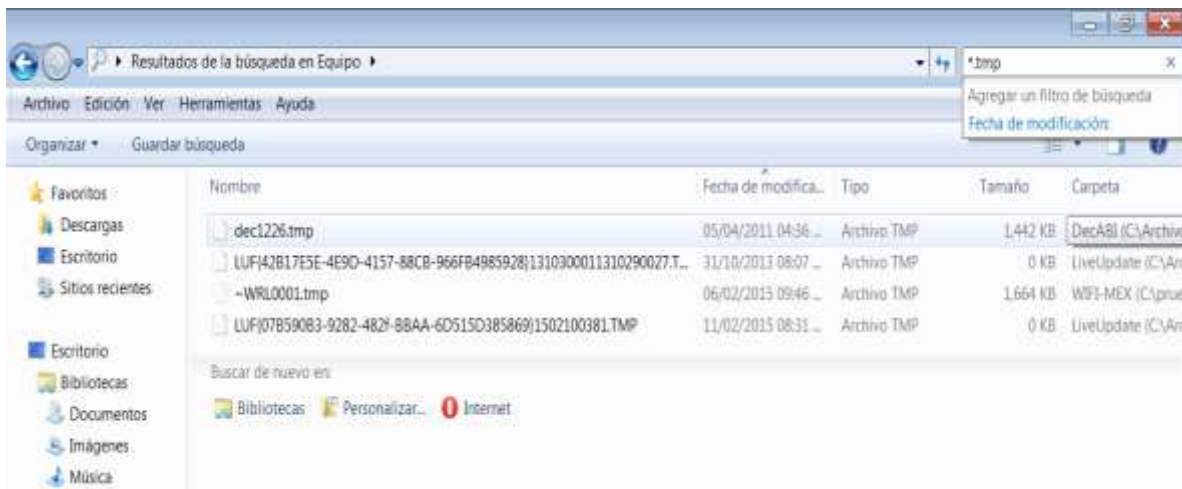 Resultados de la búsqueda en Equipo
*.tmp
Archivo Edición Ver Herramientas Ayuda
Agregar un filtro de búsqueda
Fecha de modificación:
Organizar Guardar búsqueda
Favoritos
Descargas
Escritorio
Sitios recientes
Escritorio
Bibliotecas
Documentos
Imágenes
Música
Nombre Fecha de modifica... Tipo Tamaño Carpeta
dec1226.tmp 05/04/2011 04:36 ... Archivo TMP 1,442 KB DecABI (C:\Archive
LUF{42B17E5E-4E9D-4157-88CB-966FB4985928}1310300011310290027.T... 31/10/2013 08:07 ... Archivo TMP 0 KB LiveUpdate (C:\Arc
~WRL0001.tmp 06/02/2015 09:46 ... Archivo TMP 1,664 KB WIFI-MEX (C:\prue
LUF{07B590B3-9282-482f-BBAA-6D515D385869}1502100381.TMP 11/02/2015 08:31 ... Archivo TMP 0 KB LiveUpdate (C:\Arc
Buscar de nuevo en:
Bibliotecas Personalizar... Internet